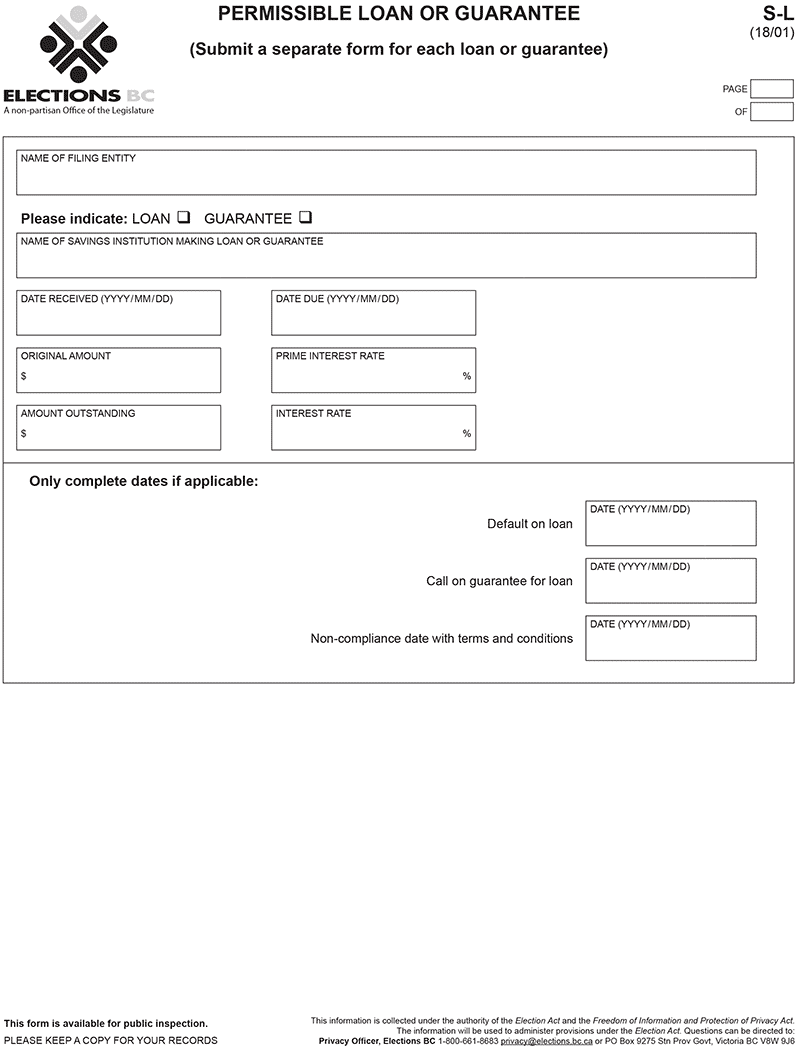 PERMISSIBLE LOAN OR GUARANTEE
S-L
(18/01)
(Submit a separate form for each loan or guarantee)
ELECTIONS BC
A non-partisan Office of the Legislature
PAGE
OF
NAME OF FILING ENTITY
Please indicate: LOAN ❑ GUARANTEE ❑
NAME OF SAVINGS INSTITUTION MAKING LOAN OR GUARANTEE
DATE RECEIVED (YYYY/MM/DD)
DATE DUE (YYYY/MM/DD)
ORIGINAL AMOUNT
$
PRIME INTEREST RATE
%
AMOUNT OUTSTANDING
$
INTEREST RATE
%
Only complete dates if applicable:
Default on loan
DATE (YYYY/MM/DD)
Call on guarantee for loan
DATE (YYYY/MM/DD)
Non-compliance date with terms and conditions
DATE (YYYY/MM/DD)
This form is available for public inspection.
PLEASE KEEP A COPY FOR YOUR RECORDS
This information is collected under the authority of the Election Act and the Freedom of Information and Protection of Privacy Act.
The information will be used to administer provisions under the Election Act. Questions can be directed to:
Privacy Officer, Elections BC 1-800-661-8683 privacy@elections.bc.ca or PO Box 9275 Stn Prov Govt, Victoria BC V8W 9J6